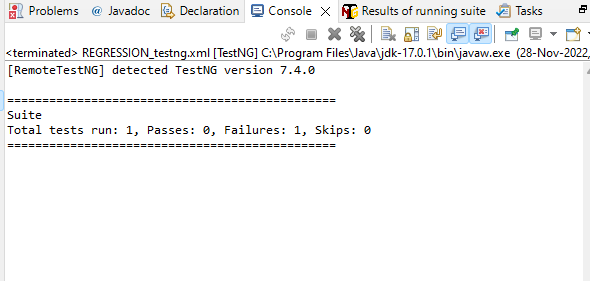 Problems @ Javadoc Declaration Console Results of running suite Tasks
<terminated> REGRESSION_testng.xml [TestNG] C:\Program Files\Java\jdk-17.0.1\bin\javaw.exe (28-Nov-2022,
[RemoteTestNG] detected TestNG version 7.4.0
===============================================
Suite
Total tests run: 1, Passes: 0, Failures: 1, Skips: 0
===============================================